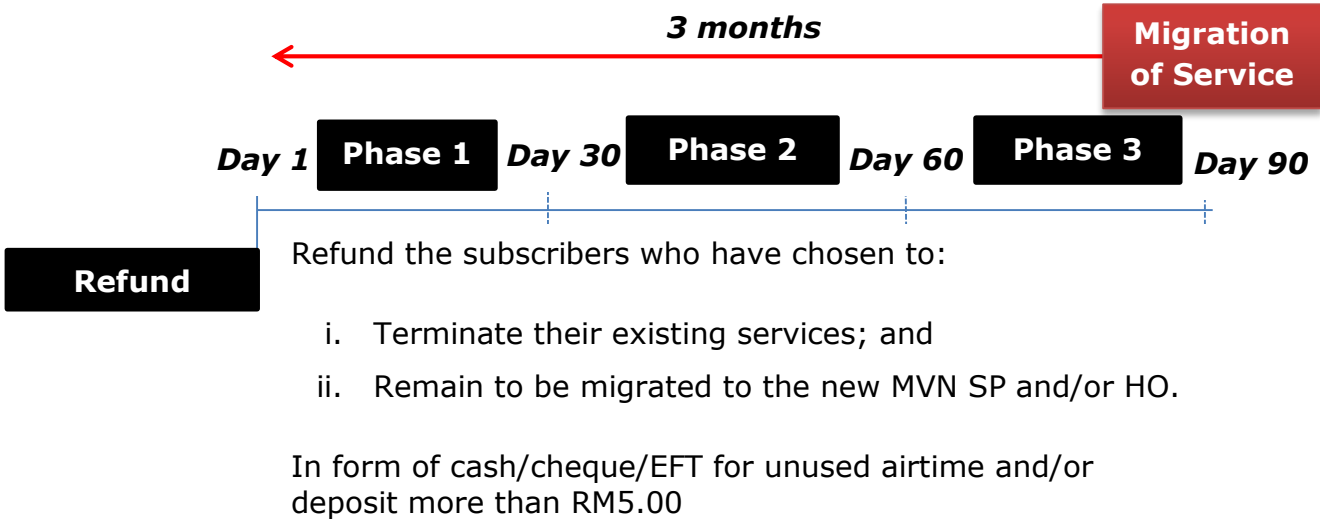 3 months
Migration
of Service
Day 1 Phase 1 Day 30 Phase 2 Day 60 Phase 3 Day 90
Refund
Refund the subscribers who have chosen to:
i. Terminate their existing services; and
ii. Remain to be migrated to the new MVN SP and/or HO.
In form of cash/cheque/EFT for unused airtime and/or
deposit more than RM5.00